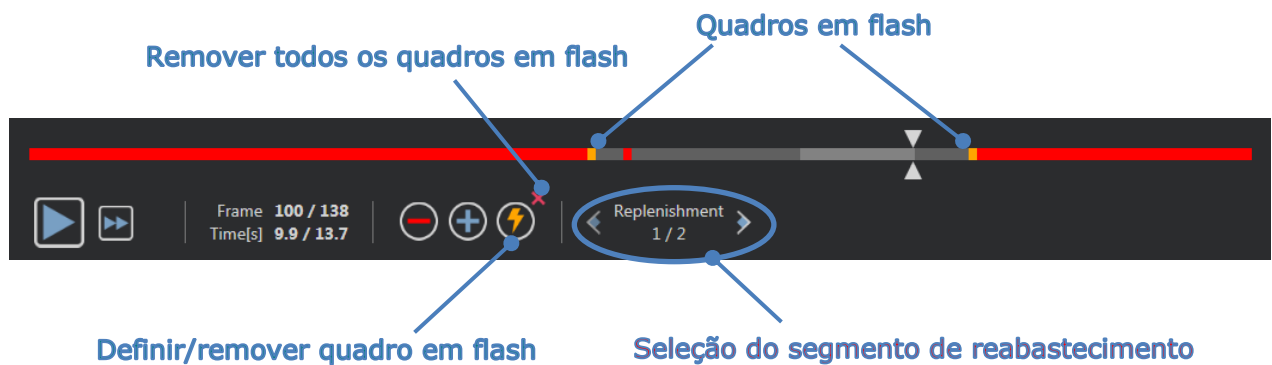 Quadros em flash
Remover todos os quadros em flash
Frame 100 / 138
Time[s] 9.9 / 13.7
Replenishment
1 / 2
Definir/remover quadro em flash
Seleção do segmento de reabastecimento